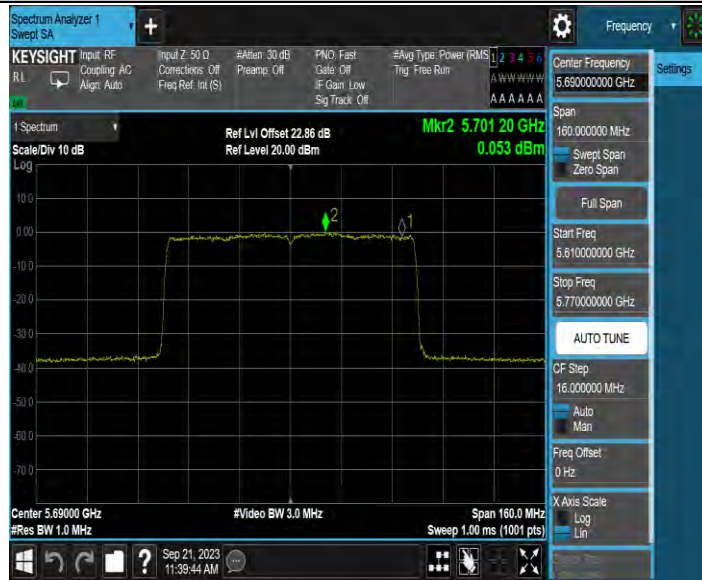 Spectrum Analyzer 1
Swept SA
+
Frequency
KEYSIGHT
RL
Input: RF
Coupling: AC
Align: Auto
Input Z: 50 Ω
Corrections: Off
Freq Ref: Int (S)
#Atten: 30 dB
Preamp: Off
PNO: Fast
Gate: Off
IF Gain: Low
Sig Track: Off
#Avg Type: Power (RMS
Trig: Free Run
1 2 3 4 5 6
A W W W W W
A A A A A A
Center Frequency
5.690000000 GHz
Settings
Span
160.000000 MHz
Swept Span
Zero Span
Full Span
Start Freq
5.610000000 GHz
Stop Freq
5.770000000 GHz
AUTO TUNE
CF Step
16.000000 MHz
Auto
Man
Freq Offset
0 Hz
X Axis Scale
Log
Lin
1 Spectrum
Scale/Div 10 dB
Log
Ref Lvl Offset 22.86 dB
Ref Level 20.00 dBm
Mkr2 5.701 20 GHz
0.053 dBm
10.0
0.00
-10.0
-20.0
-30.0
-40.0
-50.0
-60.0
-70.0
2
1
Center 5.69000 GHz
#Res BW 1.0 MHz
#Video BW 3.0 MHz
Span 160.0 MHz
Sweep 1.00 ms (1001 pts)
?
Sep 21, 2023
11:39:44 AM